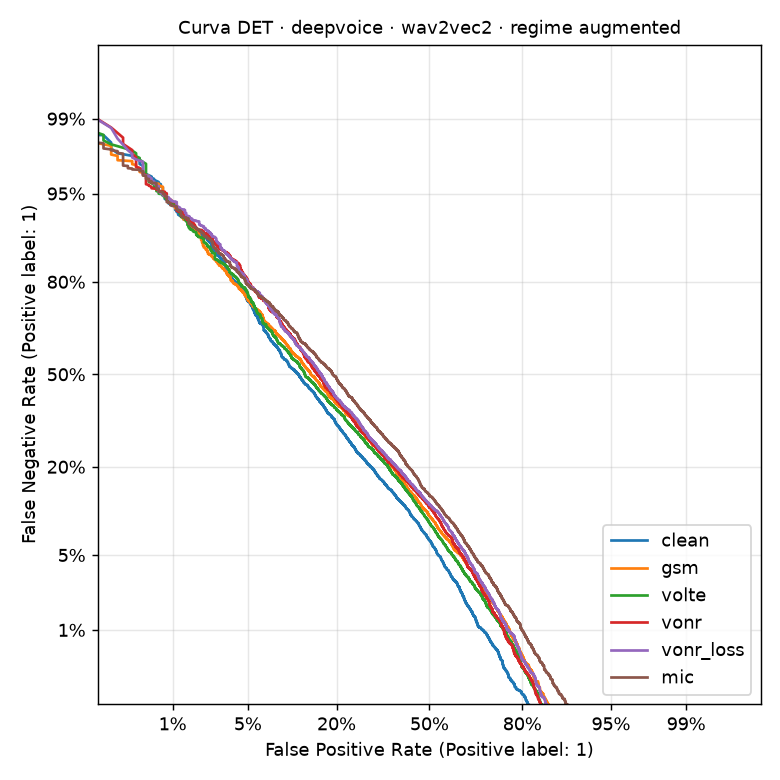 Curva DET · deepvoice · wav2vec2 · regime augmented
99%
95%
80%
50%
20%
5%
1%
False Negative Rate (Positive label: 1)
clean
gsm
volte
vonr
vonr_loss
mic
1%
5%
20%
50%
80%
95%
99%
False Positive Rate (Positive label: 1)